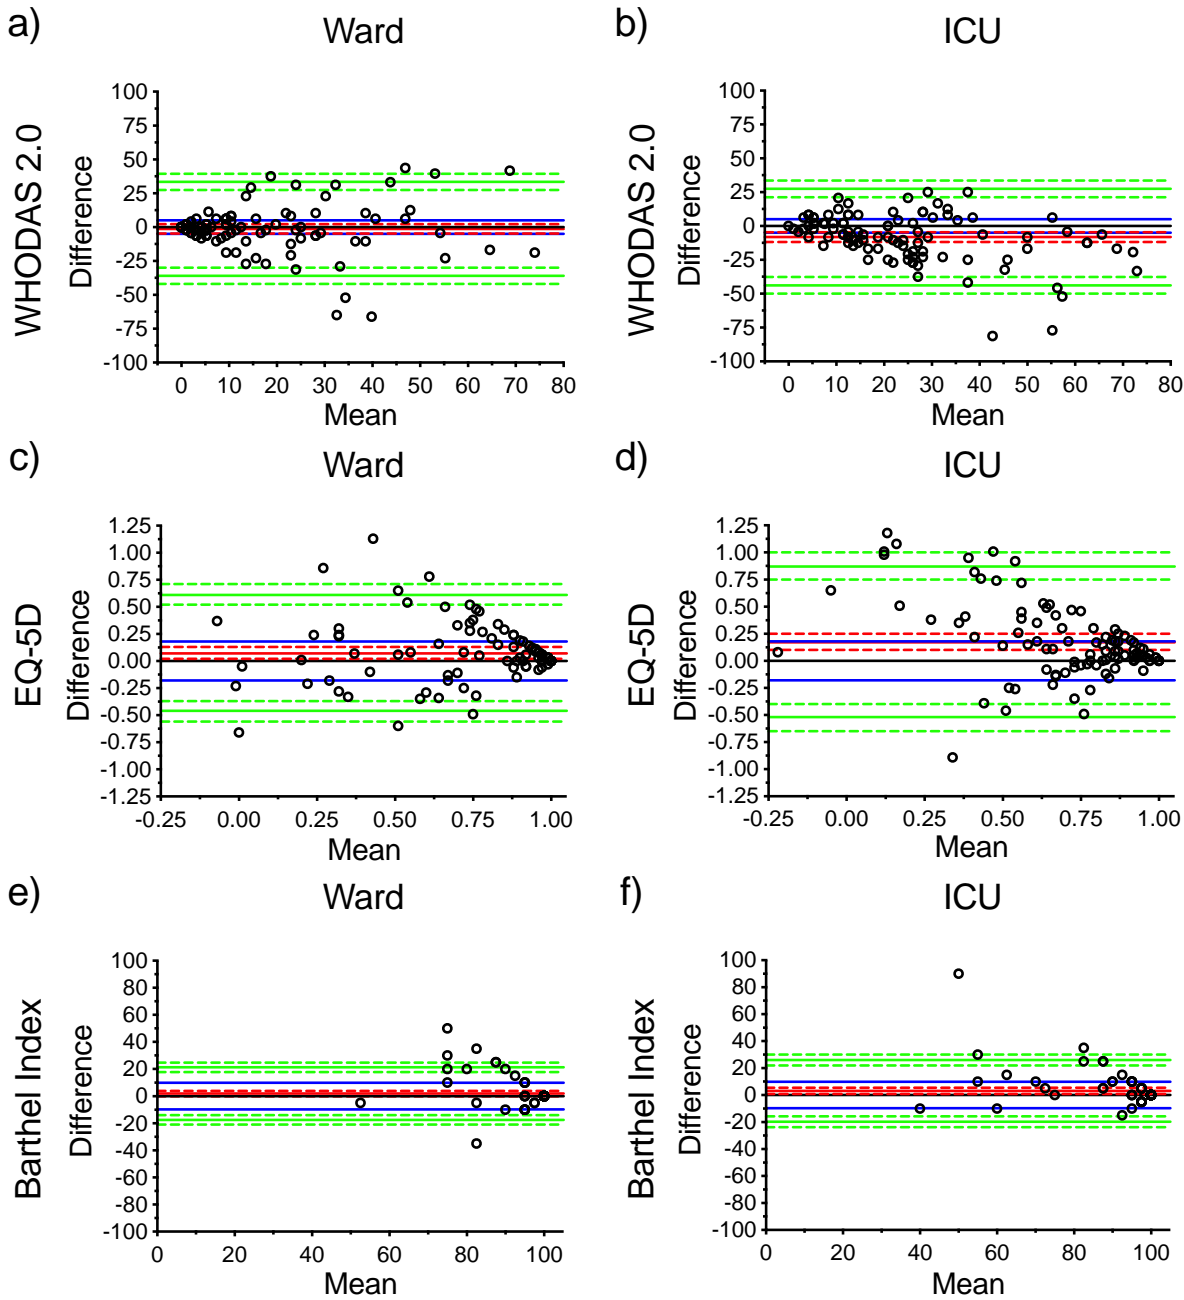 a) Ward
WHODAS 2.0
Difference
100
75
50
25
0
-25
-50
-75
-100
0 10 20 30 40 50 60 70 80
Mean
b) ICU
WHODAS 2.0
Difference
100
75
50
25
0
-25
-50
-75
-100
0 10 20 30 40 50 60 70 80
Mean
c) Ward
EQ-5D
Difference
1.25
1.00
0.75
0.50
0.25
0.00
-0.25
-0.50
-0.75
-1.00
-1.25
-0.25 0.00 0.25 0.50 0.75 1.00
Mean
d) ICU
EQ-5D
Difference
1.25
1.00
0.75
0.50
0.25
0.00
-0.25
-0.50
-0.75
-1.00
-1.25
-0.25 0.00 0.25 0.50 0.75 1.00
Mean
e) Ward
Barthel Index
Difference
100
80
60
40
20
0
-20
-40
-60
-80
-100
0 20 40 60 80 100
Mean
f) ICU
Barthel Index
Difference
100
80
60
40
20
0
-20
-40
-60
-80
-100
0 20 40 60 80 100
Mean